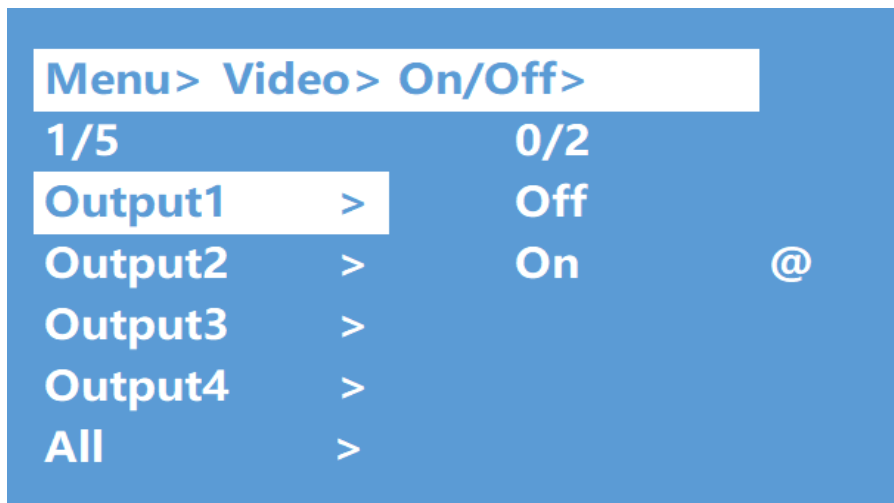 Menu> Video> On/Off>
1/5 0/2
Output1 > Off
Output2 > On @
Output3 >
Output4 >
All >